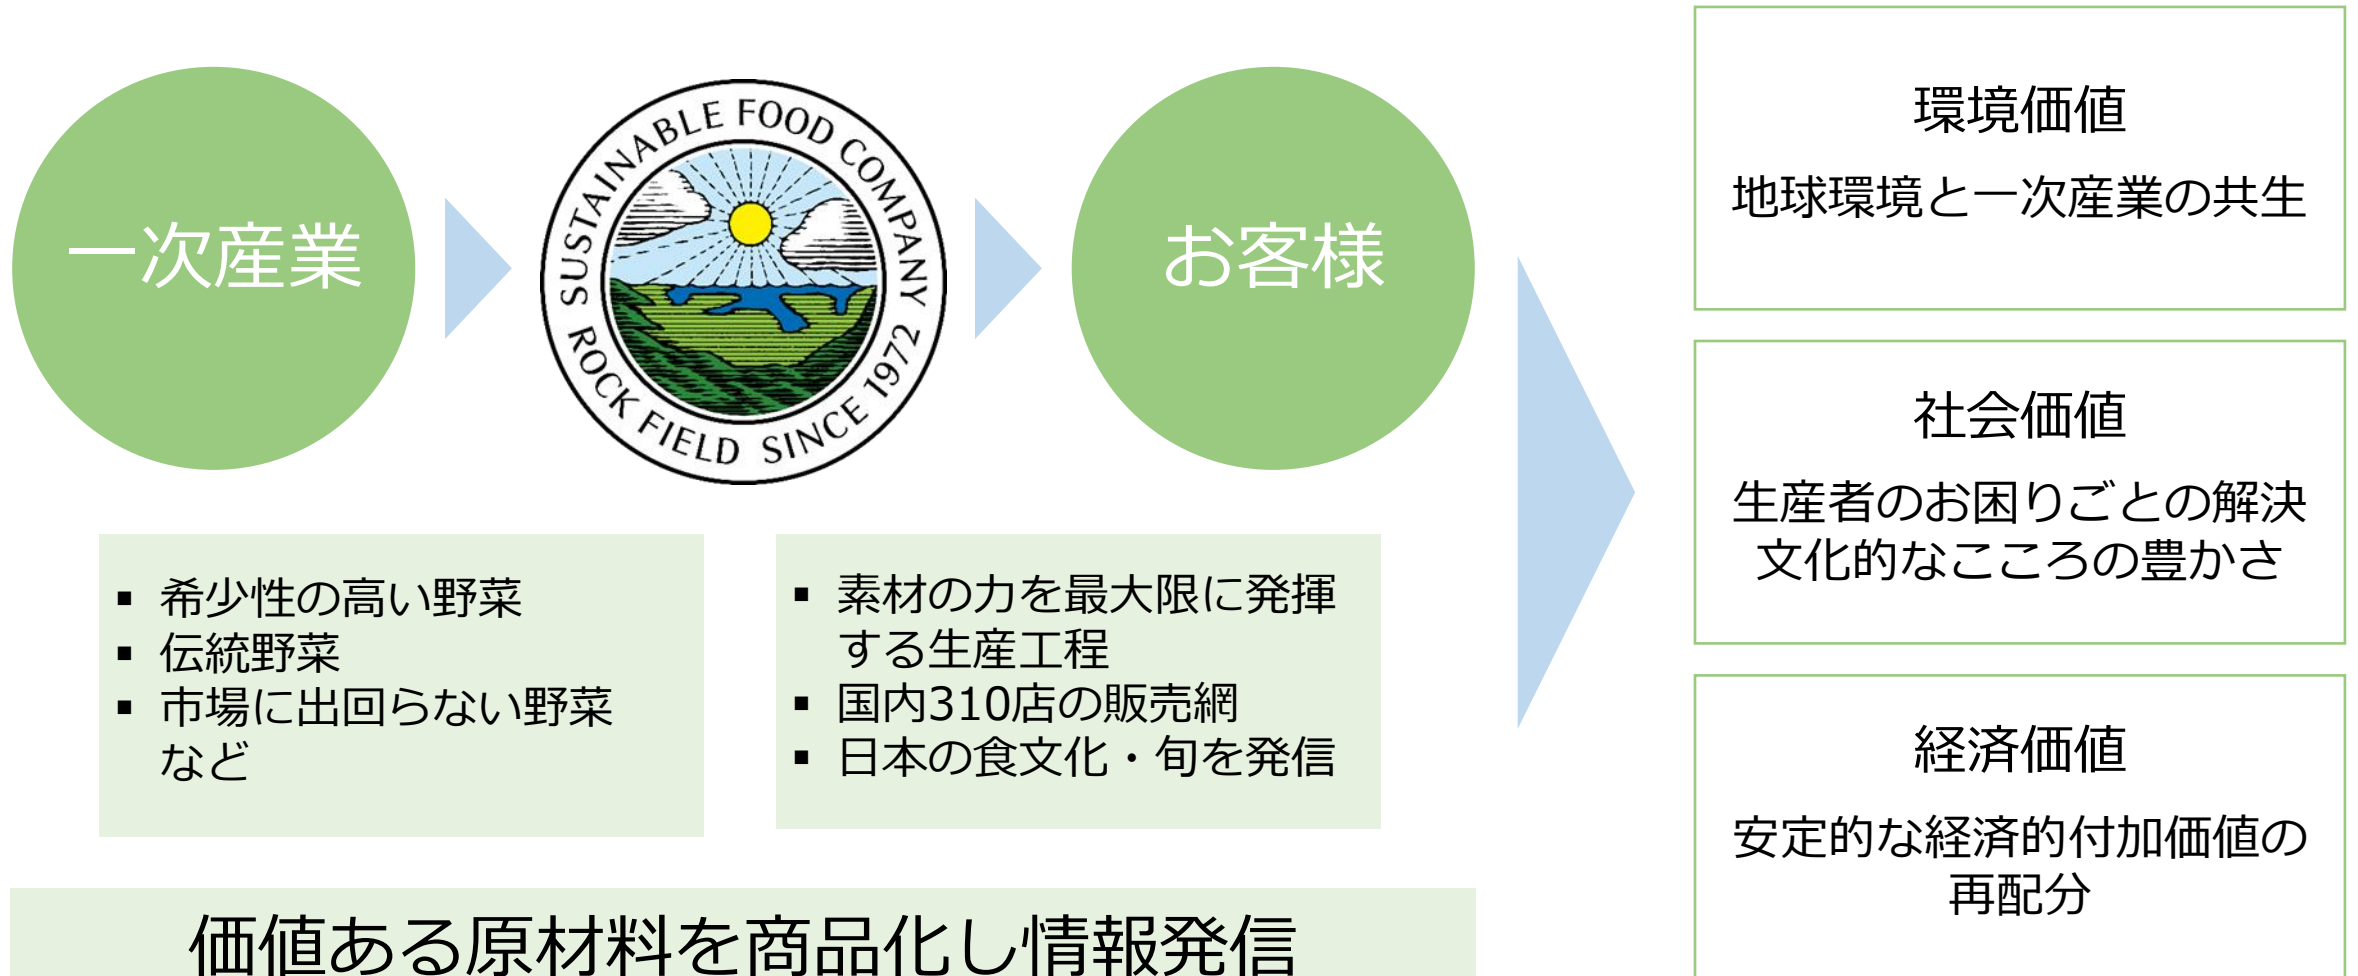 一次産業
SUSTAINABLE FOOD COMPANY
ROCK FIELD SINCE 1972
お客様
▪ 希少性の高い野菜
▪ 伝統野菜
▪ 市場に出回らない野菜
など
▪ 素材の力を最大限に発揮
する生産工程
▪ 国内310店の販売網
▪ 日本の食文化・旬を発信
価値ある原材料を商品化し情報発信
環境価値
地球環境と一次産業の共生
社会価値
生産者のお困りごとの解決
文化的なこころの豊かさ
経済価値
安定的な経済的付加価値の
再配分